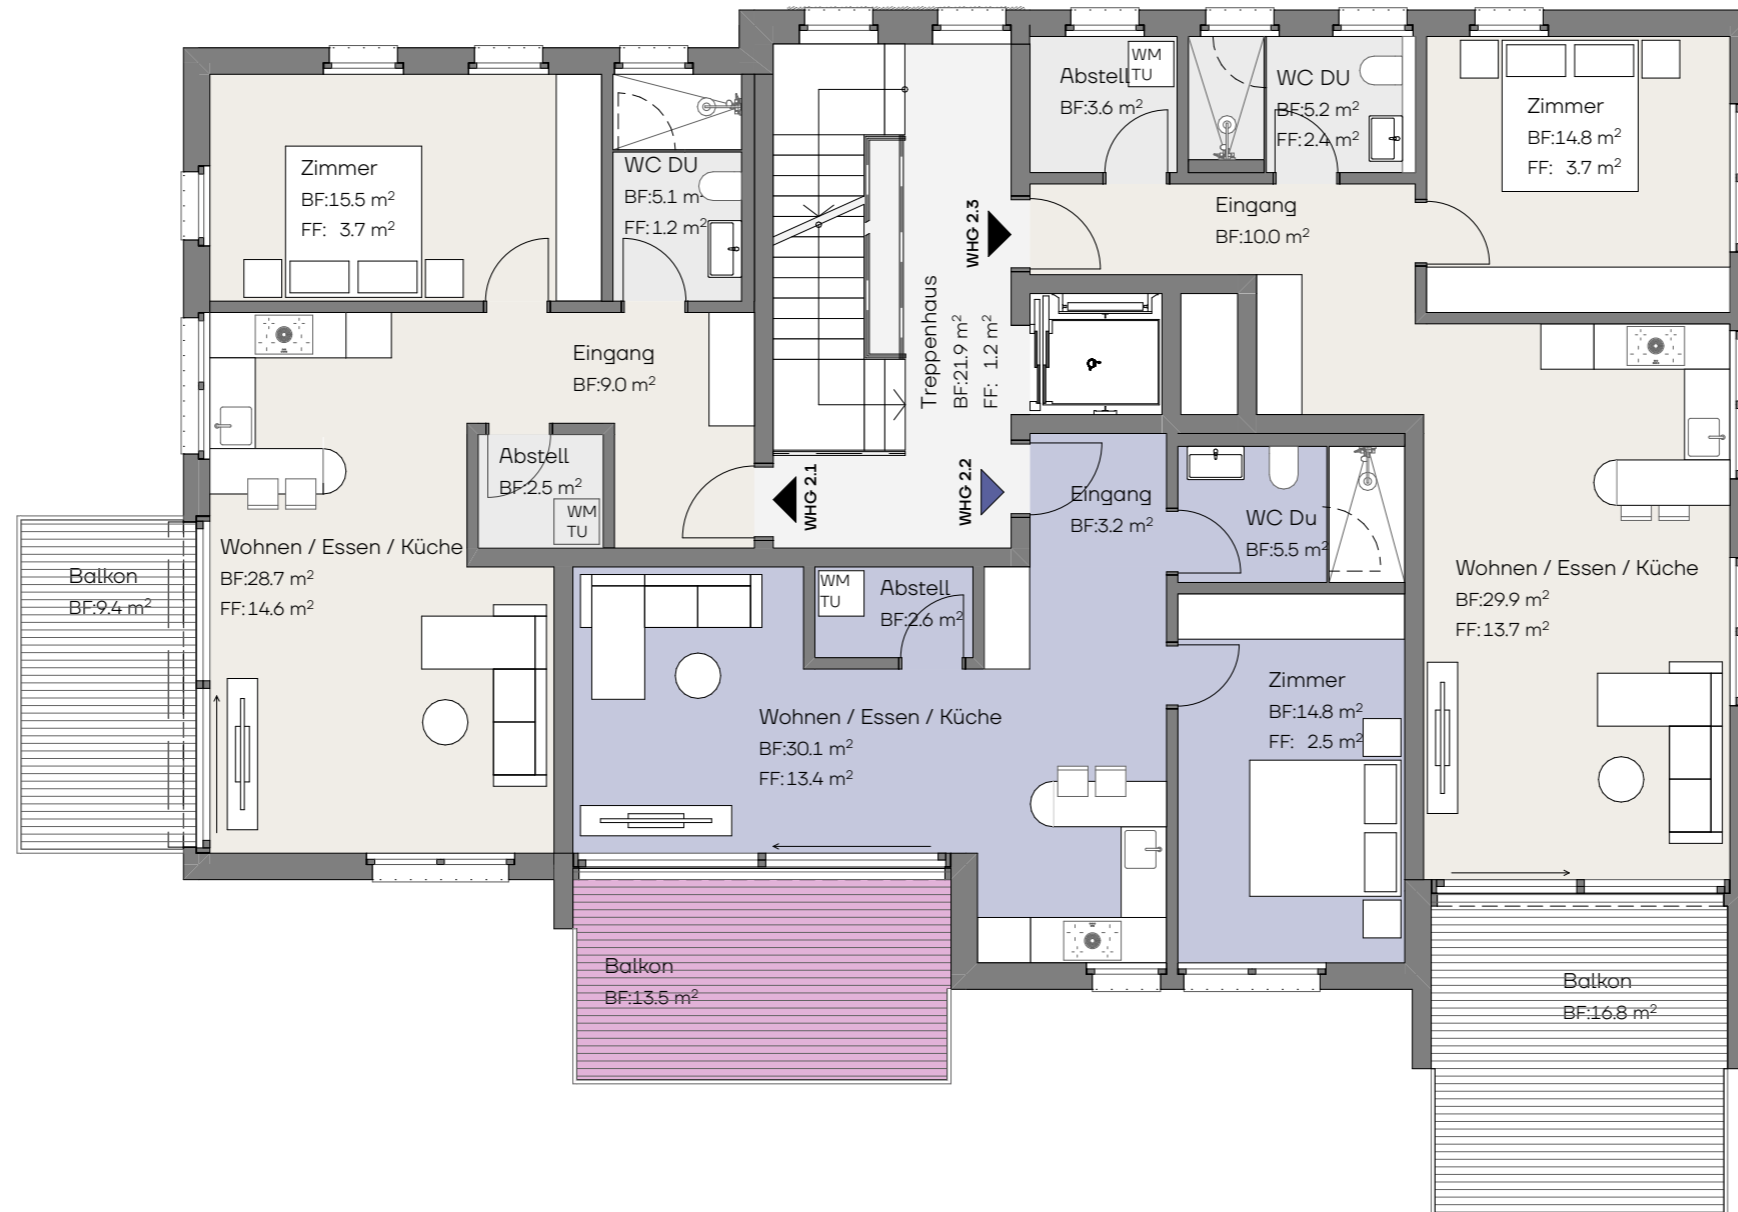 Zimmer
BF:15.5 m²
FF: 3.7 m²
WC DU
BF:5.1 m²
FF:1.2 m²
Eingang
BF:9.0 m²
Abstell
BF:2.5 m²
WM
TU
Wohnen / Essen / Küche
BF:28.7 m²
FF:14.6 m²
Balkon
BF:9.4 m²
WHG 2.1
Treppenhaus
BF:21.9 m²
FF: 1.2 m²
WHG 2.3
WHG 2.2
Abstell
BF:3.6 m²
WM
TU
WC DU
BF:5.2 m²
FF:2.4 m²
Zimmer
BF:14.8 m²
FF: 3.7 m²
Eingang
BF:10.0 m²
Wohnen / Essen / Küche
BF:29.9 m²
FF:13.7 m²
Balkon
BF:16.8 m²
Eingang
BF:3.2 m²
WC Du
BF:5.5 m²
WM
TU
Abstell
BF:2.6 m²
Wohnen / Essen / Küche
BF:30.1 m²
FF:13.4 m²
Zimmer
BF:14.8 m²
FF: 2.5 m²
Balkon
BF:13.5 m²